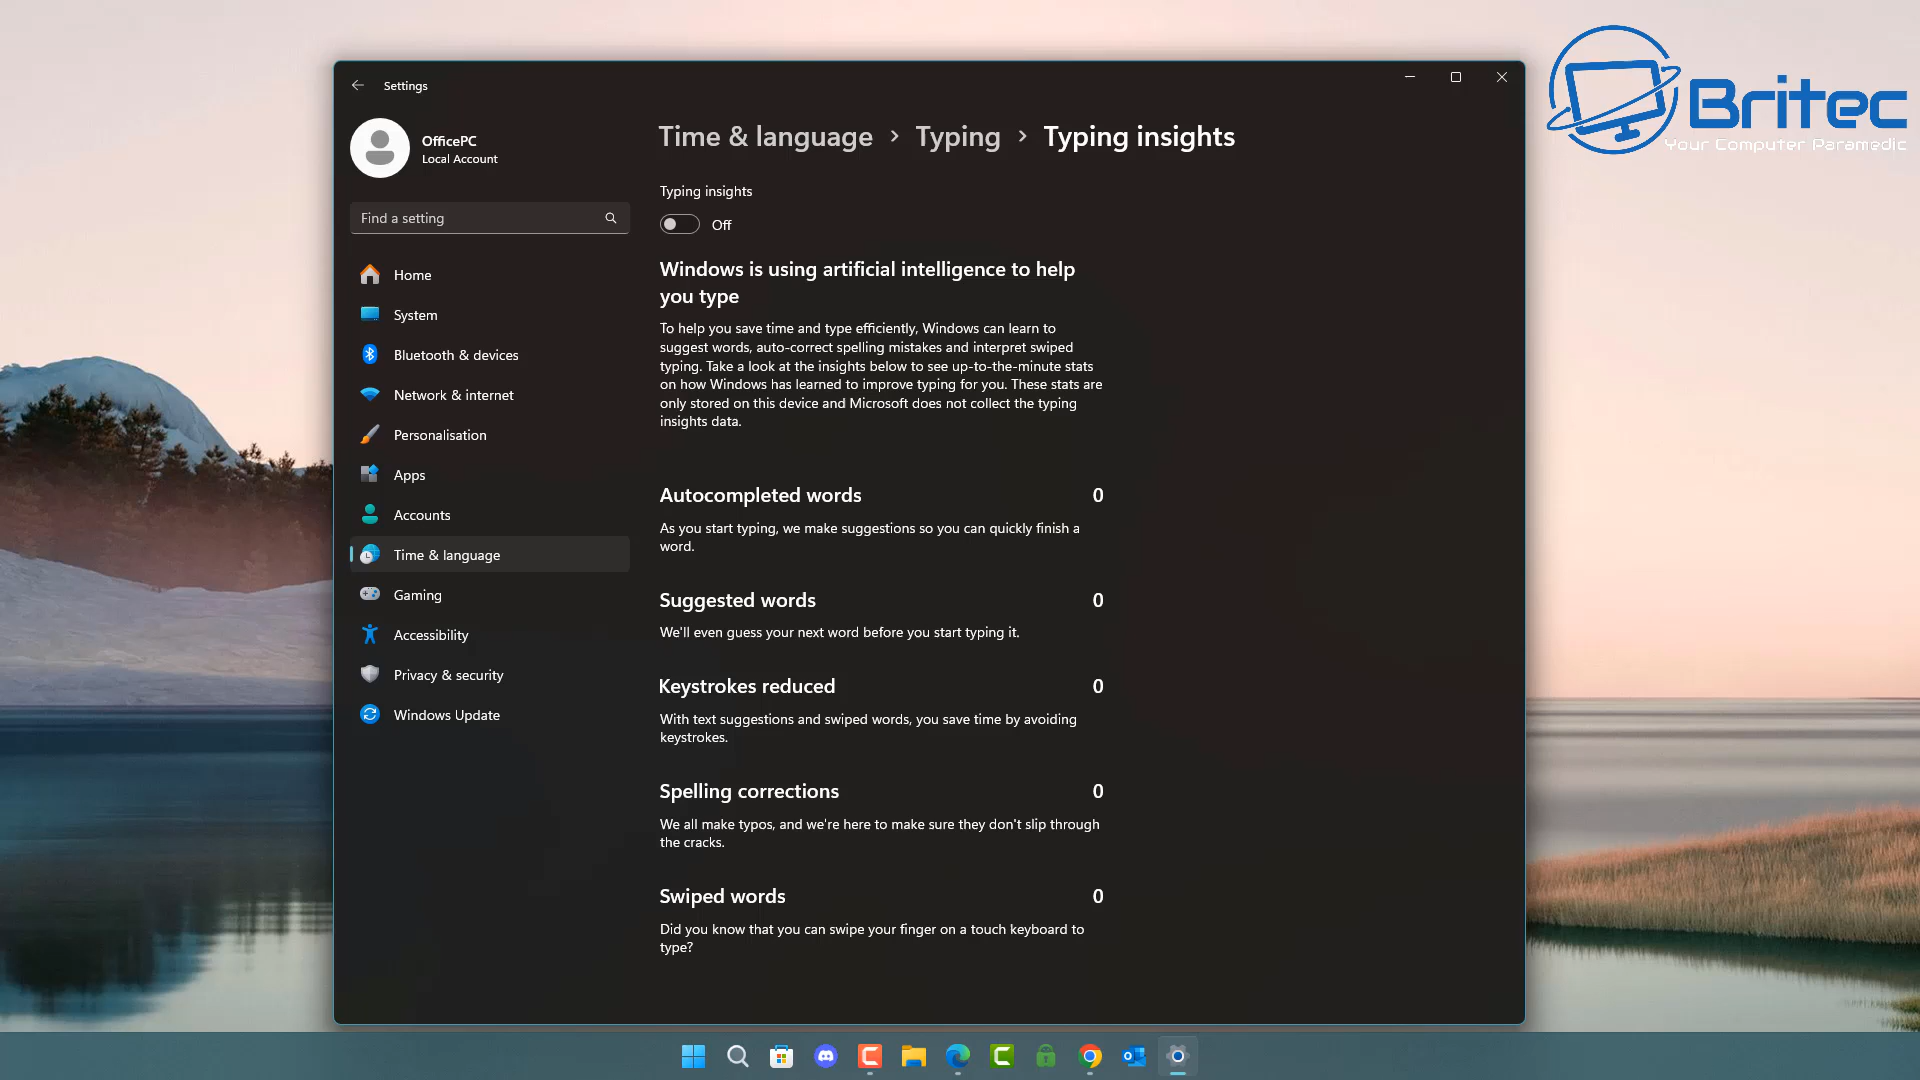 Settings
OfficePC
Local Account
Find a setting
Home
System
Bluetooth & devices
Network & internet
Personalisation
Apps
Accounts
Time & language
Gaming
Accessibility
Privacy & security
Windows Update
Time & language > Typing > Typing insights
Typing insights
Off
Windows is using artificial intelligence to help
you type
To help you save time and type efficiently, Windows can learn to
suggest words, auto-correct spelling mistakes and interpret swiped
typing. Take a look at the insights below to see up-to-the-minute stats
on how Windows has learned to improve typing for you. These stats are
only stored on this device and Microsoft does not collect the typing
insights data.
Autocompleted words 0
As you start typing, we make suggestions so you can quickly finish a
word.
Suggested words 0
We'll even guess your next word before you start typing it.
Keystrokes reduced 0
With text suggestions and swiped words, you save time by avoiding
keystrokes.
Spelling corrections 0
We all make typos, and we're here to make sure they don't slip through
the cracks.
Swiped words 0
Did you know that you can swipe your finger on a touch keyboard to
type?
Britec
Your Computer Paramedic